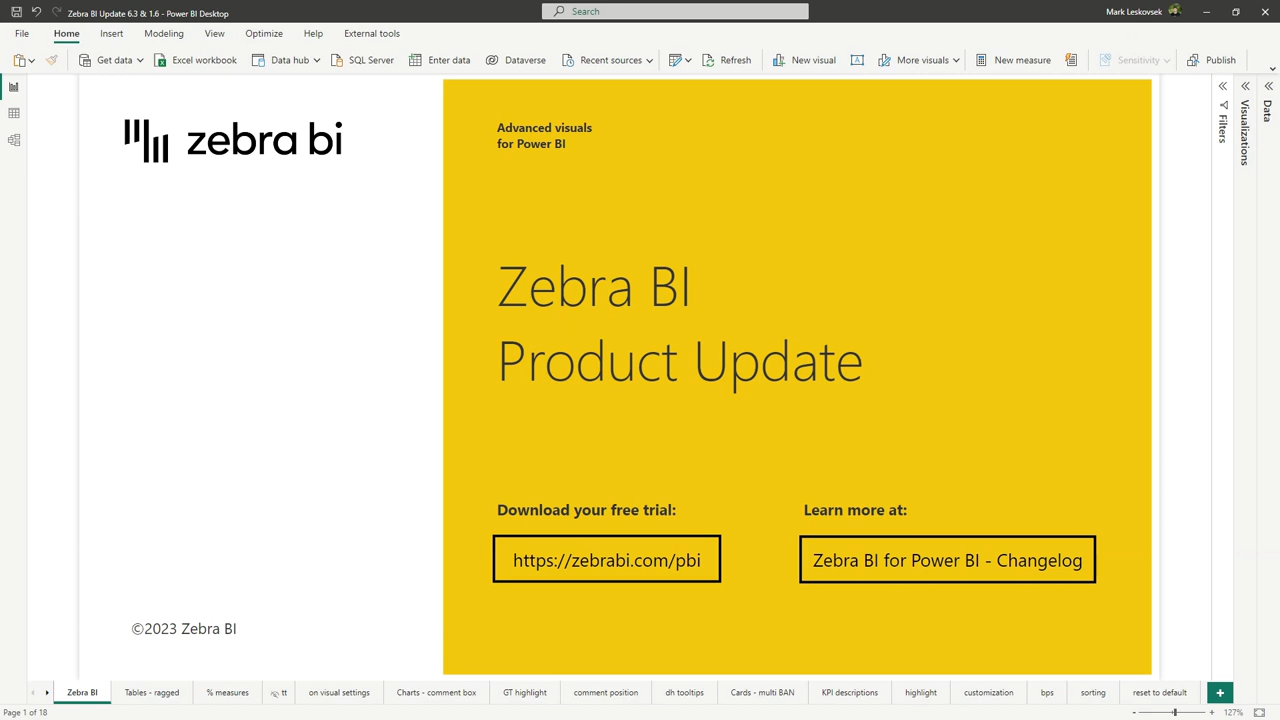 Zebra BI Update 6.3 & 1.6 - Power BI Desktop
Search
Mark Leskovsek
File
Home
Insert
Modeling
View
Optimize
Help
External tools
Get data
Excel workbook
Data hub
SQL Server
Enter data
Dataverse
Recent sources
Refresh
New visual
More visuals
New measure
Sensitivity
Publish
zebra bi
Advanced visuals
for Power BI
Zebra BI
Product Update
Download your free trial:
https://zebrabi.com/pbi
Learn more at:
Zebra BI for Power BI - Changelog
©2023 Zebra BI
Filters
Visualizations
Data
Zebra BI
Tables - ragged
% measures
tt
on visual settings
Charts - comment box
GT highlight
comment position
dh tooltips
Cards - multi BAN
KPI descriptions
highlight
customization
bps
sorting
reset to default
Page 1 of 18
127%